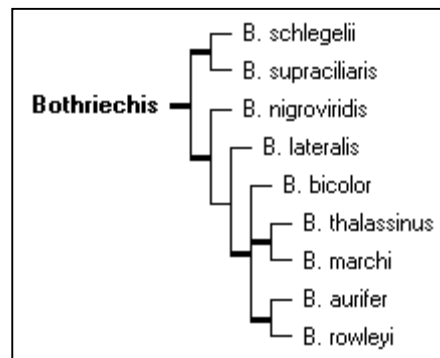 B. schlegelii
B. supraciliaris
Bothriechis
B. nigroviridis
B. lateralis
B. bicolor
B. thalassinus
B. marchi
B. aurifer
B. rowleyi